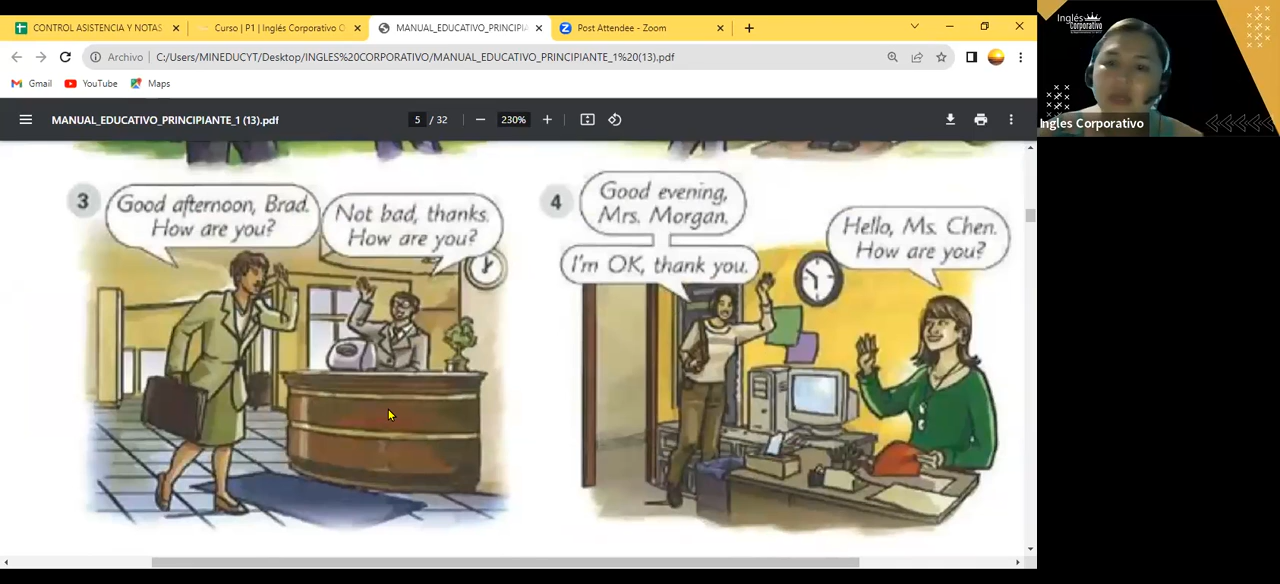 CONTROL ASISTENCIA Y NOTAS
Curso | P1 | Inglés Corporativo O
MANUAL_EDUCATIVO_PRINCIPIA
Post Attendee - Zoom
Archivo
C:/Users/MINEDUCYT/Desktop/INGLES%20CORPORATIVO/MANUAL_EDUCATIVO_PRINCIPIANTE_1%20(13).pdf
Gmail
YouTube
Maps
MANUAL_EDUCATIVO_PRINCIPIANTE_1 (13).pdf
5 / 32
230%
3
Good afternoon, Brad.
How are you?
Not bad, thanks.
How are you?
4
Good evening,
Mrs. Morgan.
I'm OK, thank you.
Hello, Ms. Chen.
How are you?
Inglés
Corporativo
Ingles Corporativo